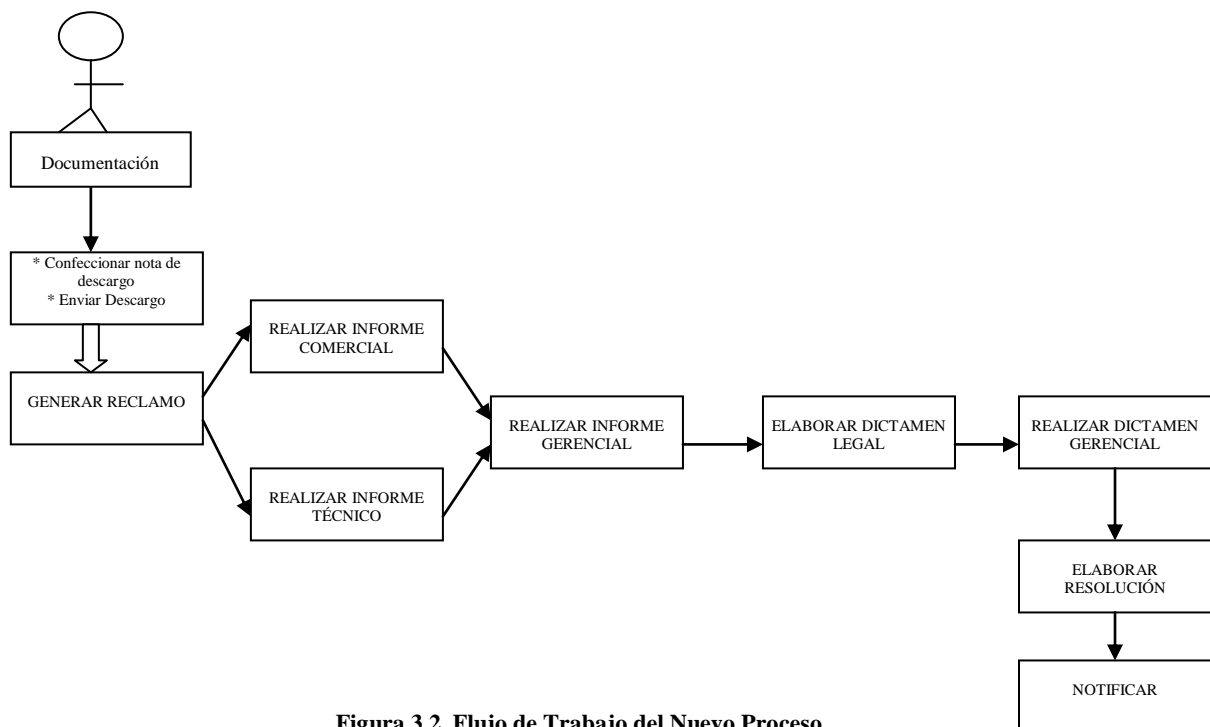 Documentación
* Confeccionar nota de
descargo
* Enviar Descargo
GENERAR RECLAMO
REALIZAR INFORME
COMERCIAL
REALIZAR INFORME
TÉCNICO
REALIZAR INFORME
GERENCIAL
ELABORAR DICTAMEN
LEGAL
REALIZAR DICTAMEN
GERENCIAL
ELABORAR
RESOLUCIÓN
NOTIFICAR
Figura 3.2. Flujo de Trabajo del Nuevo Proceso